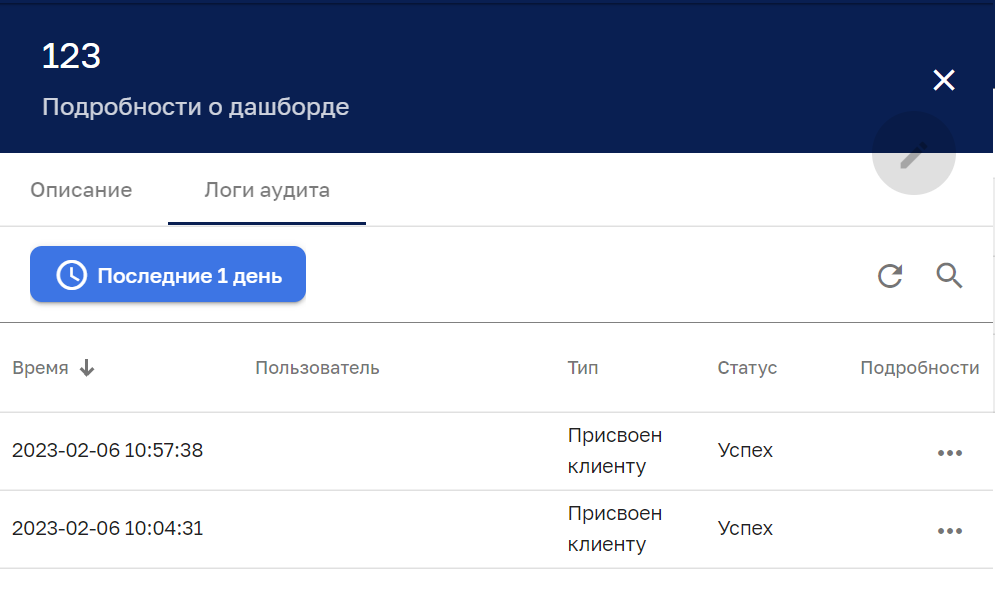 123
Подробности о дашборде
Описание Логи аудита
Последние 1 день
Время Пользователь Тип Статус Подробности
2023-02-06 10:57:38 Присвоен клиенту Успех
2023-02-06 10:04:31 Присвоен клиенту Успех